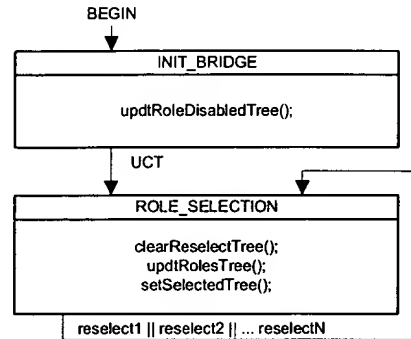 BEGIN
INIT_BRIDGE
updtRoleDisabledTree();
UCT
ROLE_SELECTION
clearReselectTree();
updtRolesTree();
setSelectedTree();
reselect1 || reselect2 || ... reselectN